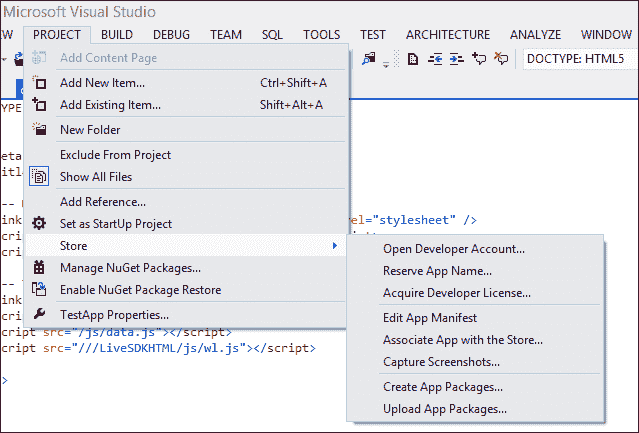 Microsoft Visual Studio
EW PROJECT BUILD DEBUG TEAM SQL TOOLS TEST ARCHITECTURE ANALYZE WINDOW
Add Content Page
DOCTYPE: HTML5
Add New Item... Ctrl+Shift+A
Add Existing Item... Shift+Alt+A
TYPE
New Folder
Exclude From Project
eta
Show All Files
itl
Add Reference...
ink rel="stylesheet" />
Set as StartUp Project
cri
Store
cri
Manage NuGet Packages...
Enable NuGet Package Restore
ink
cri
TestApp Properties...
cript src="/js/data.js"></script>
cript src="///LiveSDKHTML/js/wl.js"></script>
>
Open Developer Account...
Reserve App Name...
Acquire Developer License...
Edit App Manifest
Associate App with the Store...
Capture Screenshots...
Create App Packages...
Upload App Packages...